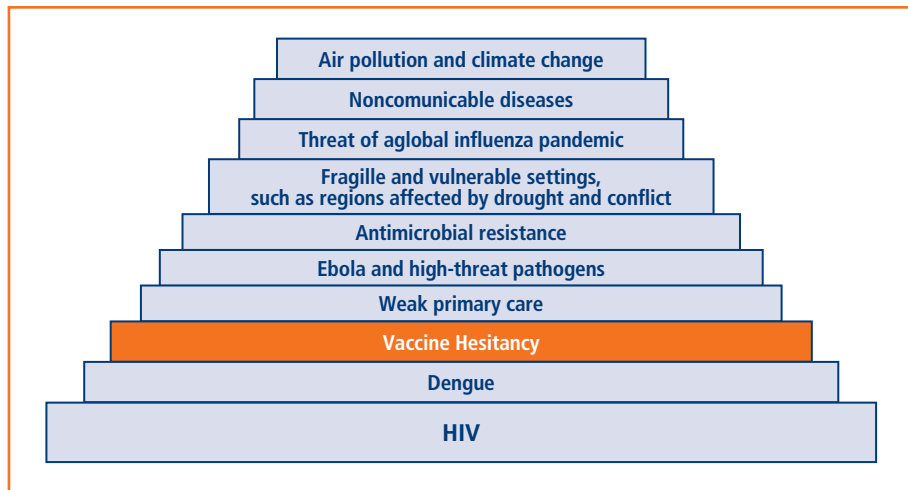 Air pollution and climate change
Noncomunicable diseases
Threat of aglobal influenza pandemic
Fragille and vulnerable settings,
such as regions affected by drought and conflict
Antimicrobial resistance
Ebola and high-threat pathogens
Weak primary care
Vaccine Hesitancy
Dengue
HIV